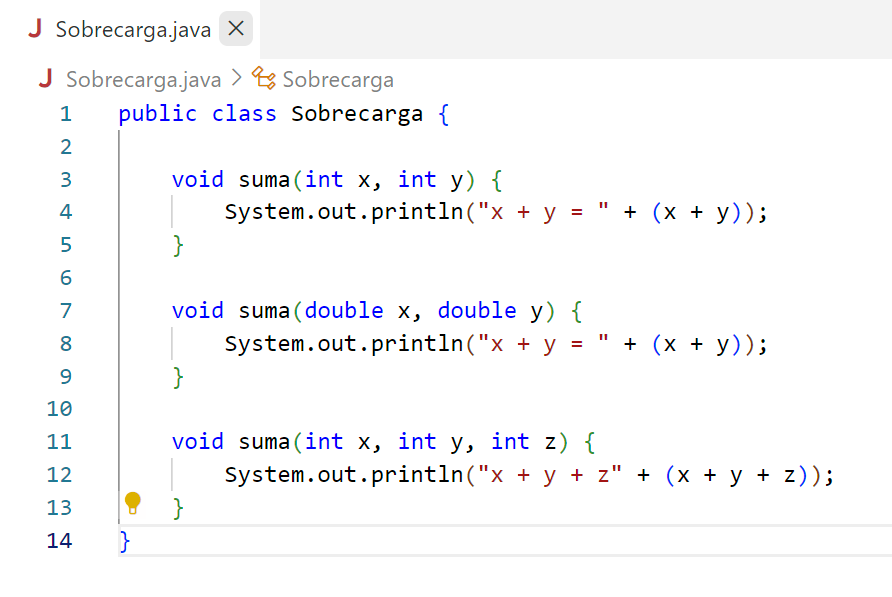 J Sobrecarga.java ×
J Sobrecarga.java > Sobrecarga
1 public class Sobrecarga {
2
3     void suma(int x, int y) {
4         System.out.println("x + y = " + (x + y));
5     }
6
7     void suma(double x, double y) {
8         System.out.println("x + y = " + (x + y));
9     }
10
11     void suma(int x, int y, int z) {
12         System.out.println("x + y + z" + (x + y + z));
13     }
14 }